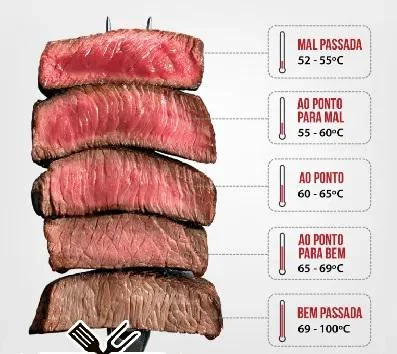 MAL PASSADA
52 - 55ºC
AO PONTO
PARA MAL
55 - 60ºC
AO PONTO
60 - 65ºC
AO PONTO
PARA BEM
65 - 69ºC
BEM PASSADA
69 - 100ºC